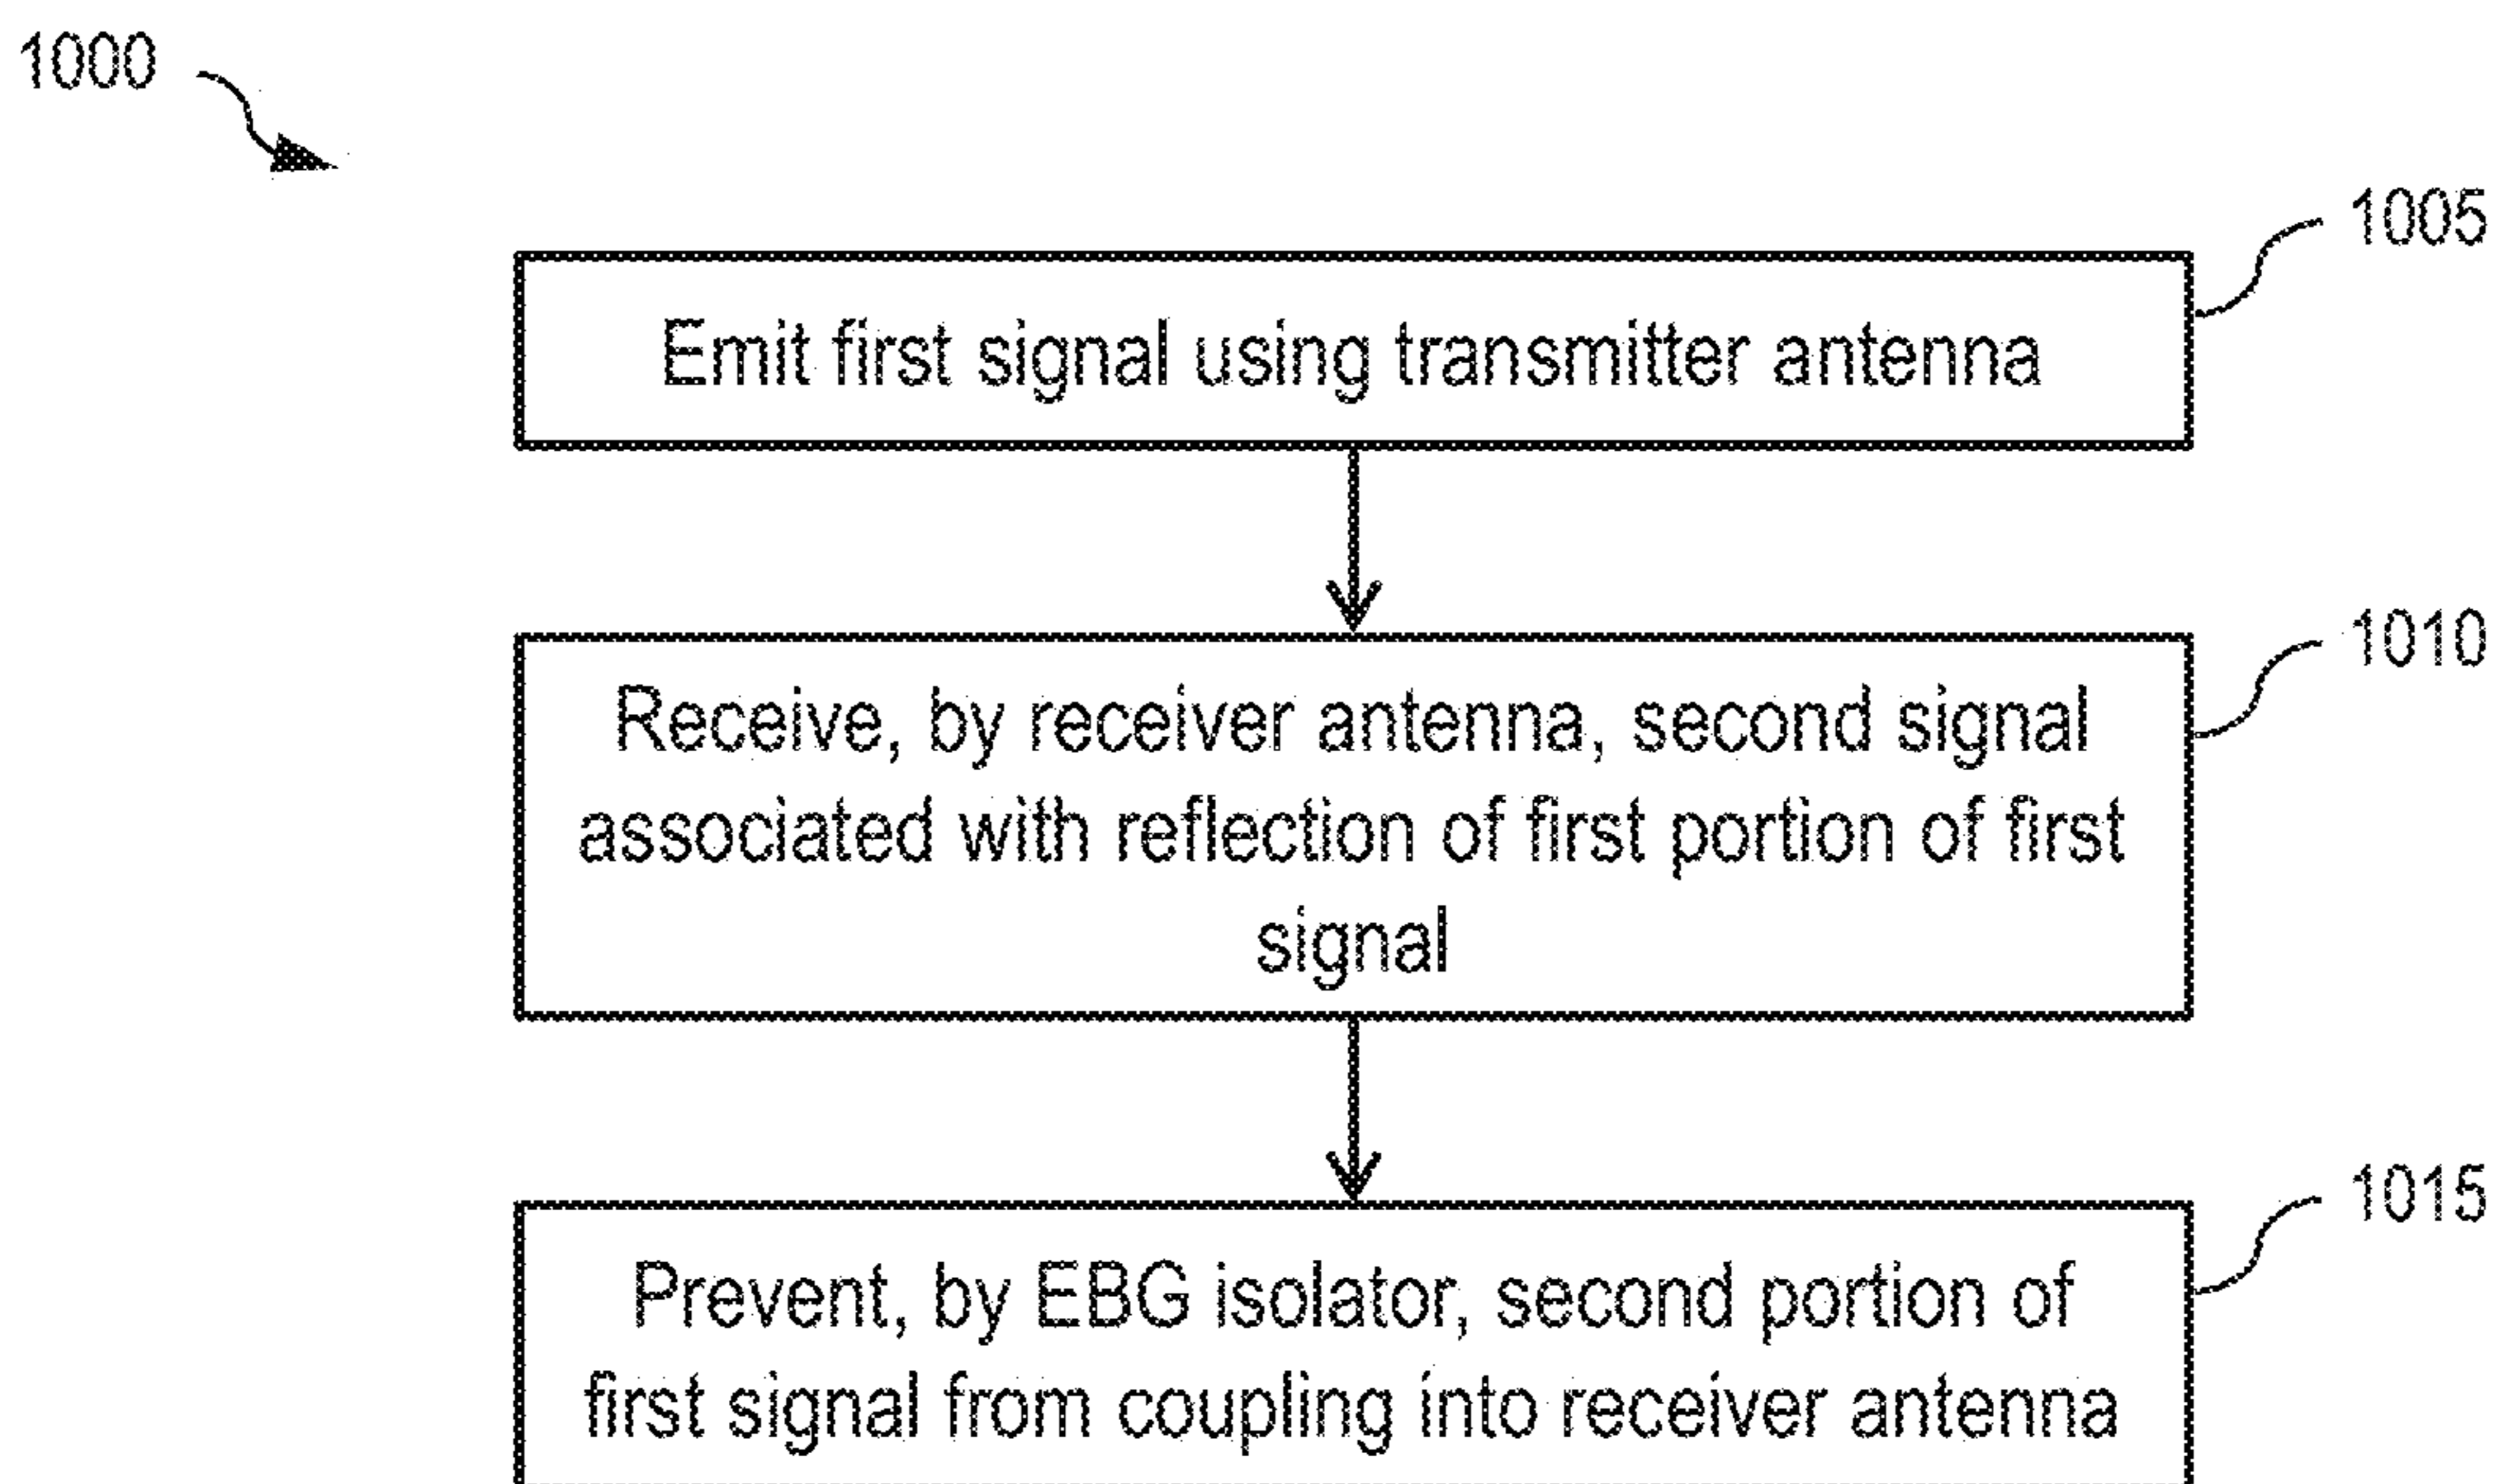 1000
1005
Emit first signal using transmitter antenna
1010
Receive, by receiver antenna, second signal
associated with reflection of first portion of first
signal
1015
Prevent, by EBG isolator, second portion of
first signal from coupling into receiver antenna